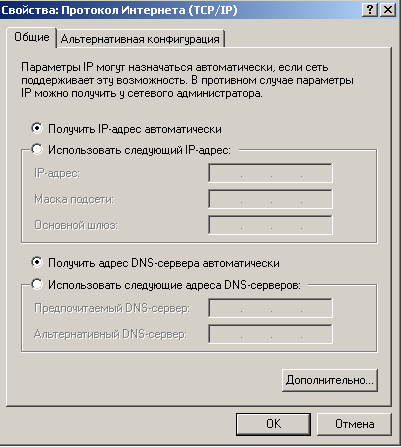 Свойства: Протокол Интернета (TCP/IP)
Общие
Альтернативная конфигурация
Параметры IP могут назначаться автоматически, если сеть
поддерживает эту возможность. В противном случае параметры
IP можно получить у сетевого администратора.
Получить IP-адрес автоматически
Использовать следующий IP-адрес:
IP-адрес:
Маска подсети:
Основной шлюз:
Получить адрес DNS-сервера автоматически
Использовать следующие адреса DNS-серверов:
Предпочитаемый DNS-сервер:
Альтернативный DNS-сервер:
Дополнительно...
OK
Отмена